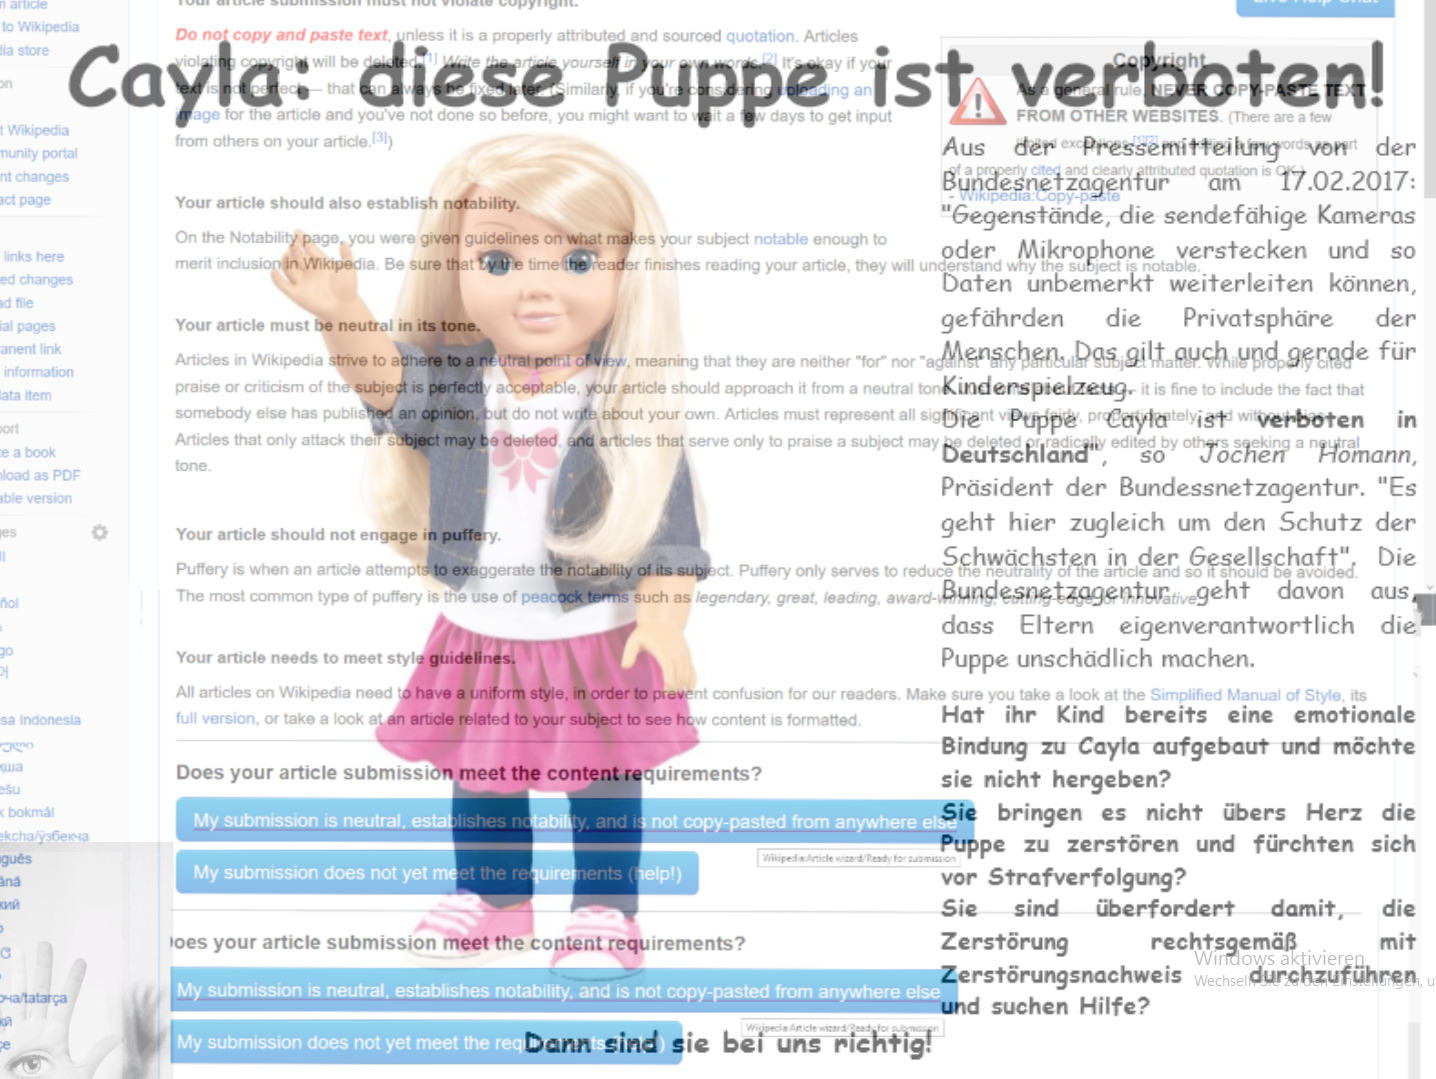 n article
to Wikipedia
dia store
on
t Wikipedia
munity portal
nt changes
act page
links here
ed changes
ad file
ial pages
anent link
information
data item
port
te a book
nload as PDF
able version
ges
ñol
go
sa Indonesia
ешу
k bokmål
ekcha/ўзбекча
guês
ână
ский
ча/tatarça
çe
Your article submission must not violate copyright.
Live Help Chat
Do not copy and paste text, unless it is a properly attributed and sourced quotation. Articles
violating copyright will be deleted.[1] Write the article yourself in your own words.[2] It's okay if your
text is not perfect — that can always be fixed later. (Similarly, if you're considering uploading an
image for the article and you've not done so before, you might want to wait a few days to get input
from others on your article.[3])
Copyright
As a general rule, NEVER COPY-PASTE TEXT
FROM OTHER WEBSITES. (There are a few
limited exceptions,[1][2] and adding a few words as part
of a properly cited and clearly attributed quotation is OK.)
- Wikipedia:Copy-paste
Your article should also establish notability.
On the Notability page, you were given guidelines on what makes your subject notable enough to
merit inclusion in Wikipedia. Be sure that by the time the reader finishes reading your article, they will understand why the subject is notable.
Your article must be neutral in its tone.
Articles in Wikipedia strive to adhere to a neutral point of view, meaning that they are neither "for" nor "against" any particular subject matter. While properly cited
praise or criticism of the subject is perfectly acceptable, your article should approach it from a neutral tone — it is fine to include the fact that
somebody else has published an opinion, but do not write about your own. Articles must represent all significant views fairly, proportionately, and without bias.
Articles that only attack their subject may be deleted, and articles that serve only to praise a subject may be deleted or radically edited by others seeking a neutral
tone.
Your article should not engage in puffery.
Puffery is when an article attempts to exaggerate the notability of its subject. Puffery only serves to reduce the neutrality of the article and so it should be avoided.
The most common type of puffery is the use of peacock terms such as legendary, great, leading, award-winning, cutting-edge, or innovative.
Your article needs to meet style guidelines.
All articles on Wikipedia need to have a uniform style, in order to prevent confusion for our readers. Make sure you take a look at the Simplified Manual of Style, its
full version, or take a look at an article related to your subject to see how content is formatted.
Does your article submission meet the content requirements?
My submission is neutral, establishes notability, and is not copy-pasted from anywhere else
My submission does not yet meet the requirements (help!)
Wikipedia:Article wizard/Ready for submission
Does your article submission meet the content requirements?
My submission is neutral, establishes notability, and is not copy-pasted from anywhere else
My submission does not yet meet the requirements (help!)
Wikipedia:Article wizard/Ready for submission
Cayla: diese Puppe ist verboten!
Aus der Pressemitteilung von der
Bundesnetzagentur am 17.02.2017:
"Gegenstände, die sendefähige Kameras
oder Mikrophone verstecken und so
Daten unbemerkt weiterleiten können,
gefährden die Privatsphäre der
Menschen. Das gilt auch und gerade für
Kinderspielzeug.
Die Puppe Cayla ist verboten in
Deutschland", so Jochen Homann,
Präsident der Bundessnetzagentur. "Es
geht hier zugleich um den Schutz der
Schwächsten in der Gesellschaft". Die
Bundesnetzagentur geht davon aus,
dass Eltern eigenverantwortlich die
Puppe unschädlich machen.
Hat ihr Kind bereits eine emotionale
Bindung zu Cayla aufgebaut und möchte
sie nicht hergeben?
Sie bringen es nicht übers Herz die
Puppe zu zerstören und fürchten sich
vor Strafverfolgung?
Sie sind überfordert damit, die
Zerstörung rechtsgemäß mit
Zerstörungsnachweis durchzuführen
und suchen Hilfe?
Dann sind sie bei uns richtig!
Windows aktivieren
Wechseln Sie zu den Einstellungen, u